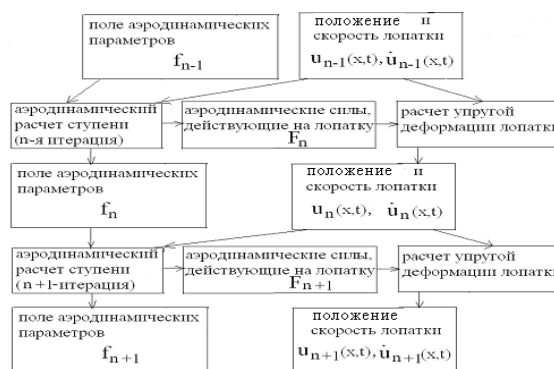 поле аэродинамических
параметров
f n-1
положение и
скорость лопатки
u n-1 (x,t), u̇ n-1 (x,t)
аэродинамический
расчет ступени
(n-я итерация)
аэродинамические силы,
действующие на лопатку
F n
расчет упругой
деформации лопатки
поле аэродинамических
параметров
f n
положение и
скорость лопатки
u n (x,t), u̇ n (x,t)
аэродинамический
расчет ступени
(n+1-итерация)
аэродинамические силы,
действующие на лопатку
F n+1
расчет упругой
деформации лопатки
поле аэродинамических
параметров
f n+1
положение
скорость лопатки
u n+1 (x,t), u̇ n+1 (x,t)